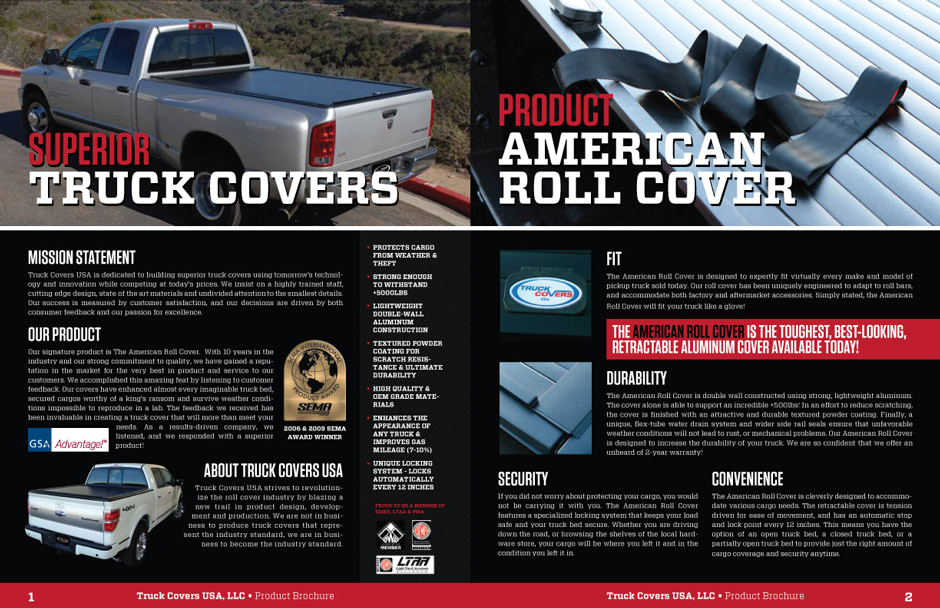 SUPERIOR
TRUCK COVERS
MISSION STATEMENT
Truck Covers USA is dedicated to building superior truck covers using tomorrow's technol-
ogy and innovation while competing at today's prices. We insist on a highly trained staff,
cutting edge design, state of the art materials and undivided attention to the smallest details.
Our success is measured by customer satisfaction, and our decisions are driven by both
consumer feedback and our passion for excellence.
OUR PRODUCT
Our signature product is The American Roll Cover. With 10 years in the
industry and our strong commitment to quality, we have gained a repu-
tation in the market for the very best in product and service to our
customers. We accomplished this amazing feat by listening to customer
feedback. Our covers have enhanced almost every imaginable truck bed,
secured cargos worthy of a king's ransom and survive weather condi-
tions impossible to reproduce in a lab. The feedback we received has
been invaluable in creating a truck cover that will more than meet your
needs. As a results-driven company, we
listened, and we responded with a superior
product!
GSA Advantage!
SEMA INTERNATIONAL
PRODUCT AWARD
SEMA
2006 & 2009 SEMA
AWARD WINNER
ABOUT TRUCK COVERS USA
Truck Covers USA strives to revolution-
ize the roll cover industry by blazing a
new trail in product design, develop-
ment and production. We are not in busi-
ness to produce truck covers that repre-
sent the industry standard, we are in busi-
ness to become the industry standard.
• PROTECTS CARGO
FROM WEATHER &
THEFT
• STRONG ENOUGH
TO WITHSTAND
+5000LBS
• LIGHTWEIGHT
DOUBLE-WALL
ALUMINUM
CONSTRUCTION
• TEXTURED POWDER
COATING FOR
SCRATCH RESIS-
TANCE & ULTIMATE
DURABILITY
• HIGH QUALITY &
OEM GRADE MATE-
RIALS
• ENHANCES THE
APPEARANCE OF
ANY TRUCK &
IMPROVES GAS
MILEAGE (7-10%)
• UNIQUE LOCKING
SYSTEM - LOCKS
AUTOMATICALLY
EVERY 12 INCHES
PROUD TO BE A MEMBER OF
SEMA, LTAA & PWA
MEMBER
LTAA
1
Truck Covers USA, LLC • Product Brochure
PRODUCT
AMERICAN
ROLL COVER
TRUCK
COVERS
USA
FIT
The American Roll Cover is designed to expertly fit virtually every make and model of
pickup truck sold today. Our roll cover has been uniquely engineered to adapt to roll bars,
and accommodate both factory and aftermarket accessories. Simply stated, the American
Roll Cover will fit your truck like a glove!
THE AMERICAN ROLL COVER IS THE TOUGHEST, BEST-LOOKING,
RETRACTABLE ALUMINUM COVER AVAILABLE TODAY!
DURABILITY
The American Roll Cover is double wall constructed using strong, lightweight aluminum.
The cover alone is able to support an incredible +500lbs! In an effort to reduce scratching,
the cover is finished with an attractive and durable textured powder coating. Finally, a
unique, flex-tube water drain system and wider side rail seals ensure that unfavorable
weather conditions will not lead to rust, or mechanical problems. Our American Roll Cover
is designed to increase the durability of your truck. We are so confident that we offer an
unheard of 2-year warranty!
SECURITY
If you did not worry about protecting your cargo, you would
not be carrying it with you. The American Roll Cover
features a specialized locking system that keeps your load
safe and your truck bed secure. Whether you are driving
down the road, or browsing the shelves of the local hard-
ware store, your cargo will be where you left it and in the
condition you left it in.
CONVENIENCE
The American Roll Cover is cleverly designed to accommo-
date various cargo needs. The retractable cover is tension
driven for ease of movement, and has an automatic stop
and lock point every 12 inches. This means you have the
option of an open truck bed, a closed truck bed, or a
partially open truck bed to provide just the right amount of
cargo coverage and security anytime.
Truck Covers USA, LLC • Product Brochure
2